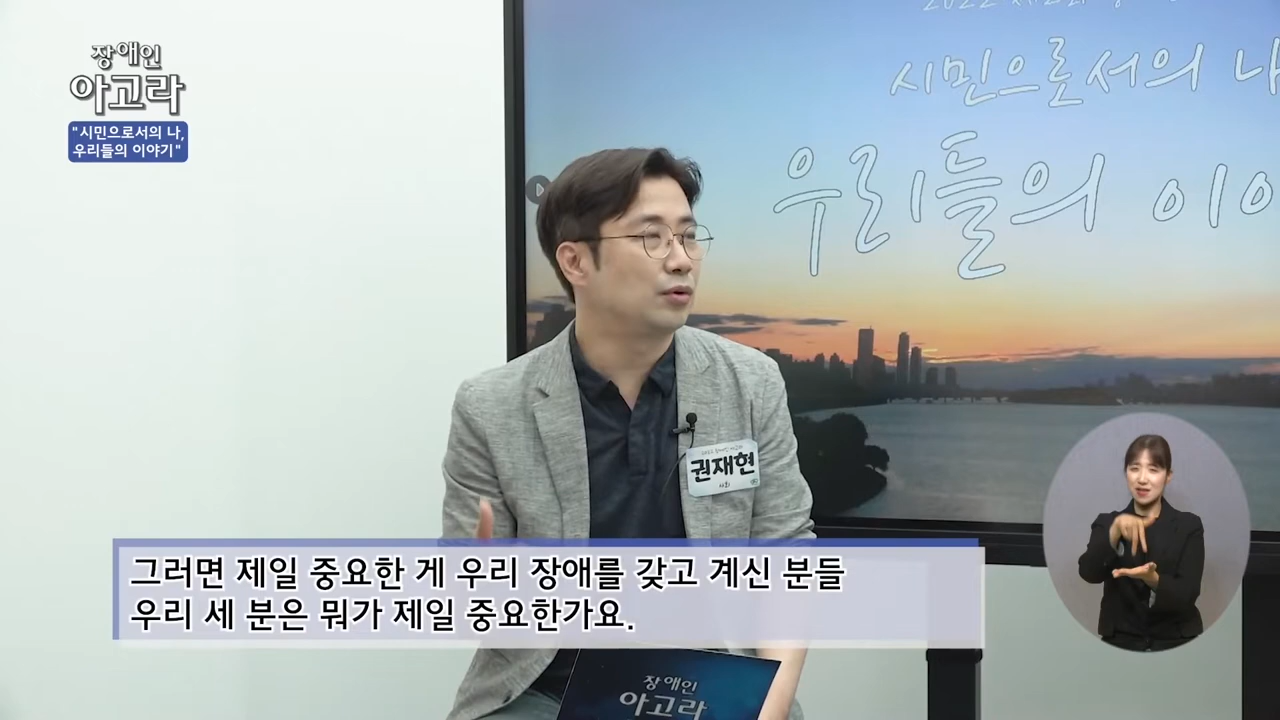 장애인
아고라
"시민으로서의 나,
우리들의 이야기"
시민으로서의 나
우리들의 이야
권재현
사회
그러면 제일 중요한 게 우리 장애를 갖고 계신 분들
우리 세 분은 뭐가 제일 중요한가요.
장애인
아고라